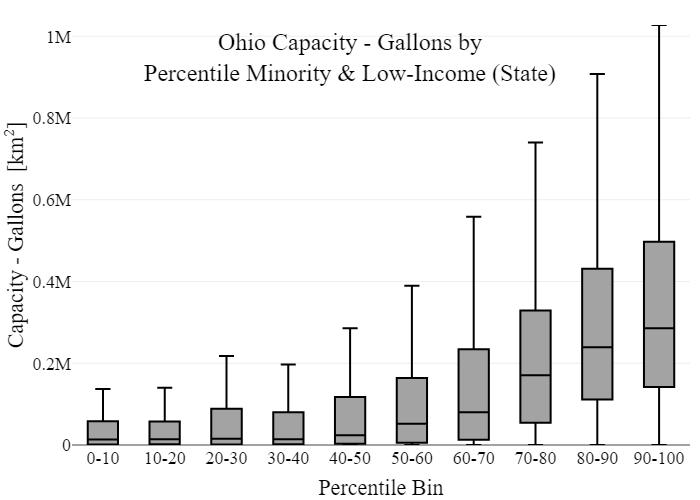 Ohio Capacity - Gallons by
Percentile Minority & Low-Income (State)
Capacity - Gallons [km²]
1M
0.8M
0.6M
0.4M
0.2M
0
0-10 10-20 20-30 30-40 40-50 50-60 60-70 70-80 80-90 90-100
Percentile Bin